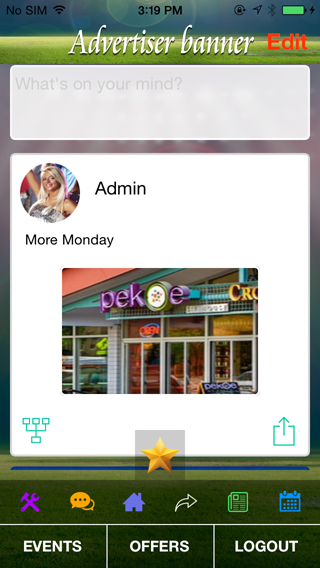 No SIM 3:19 PM
Advertiser banner
Edit
What's on your mind?
Admin
More Monday
pekoe
CRO
OPEN
pekoe
EVENTS
OFFERS
LOGOUT